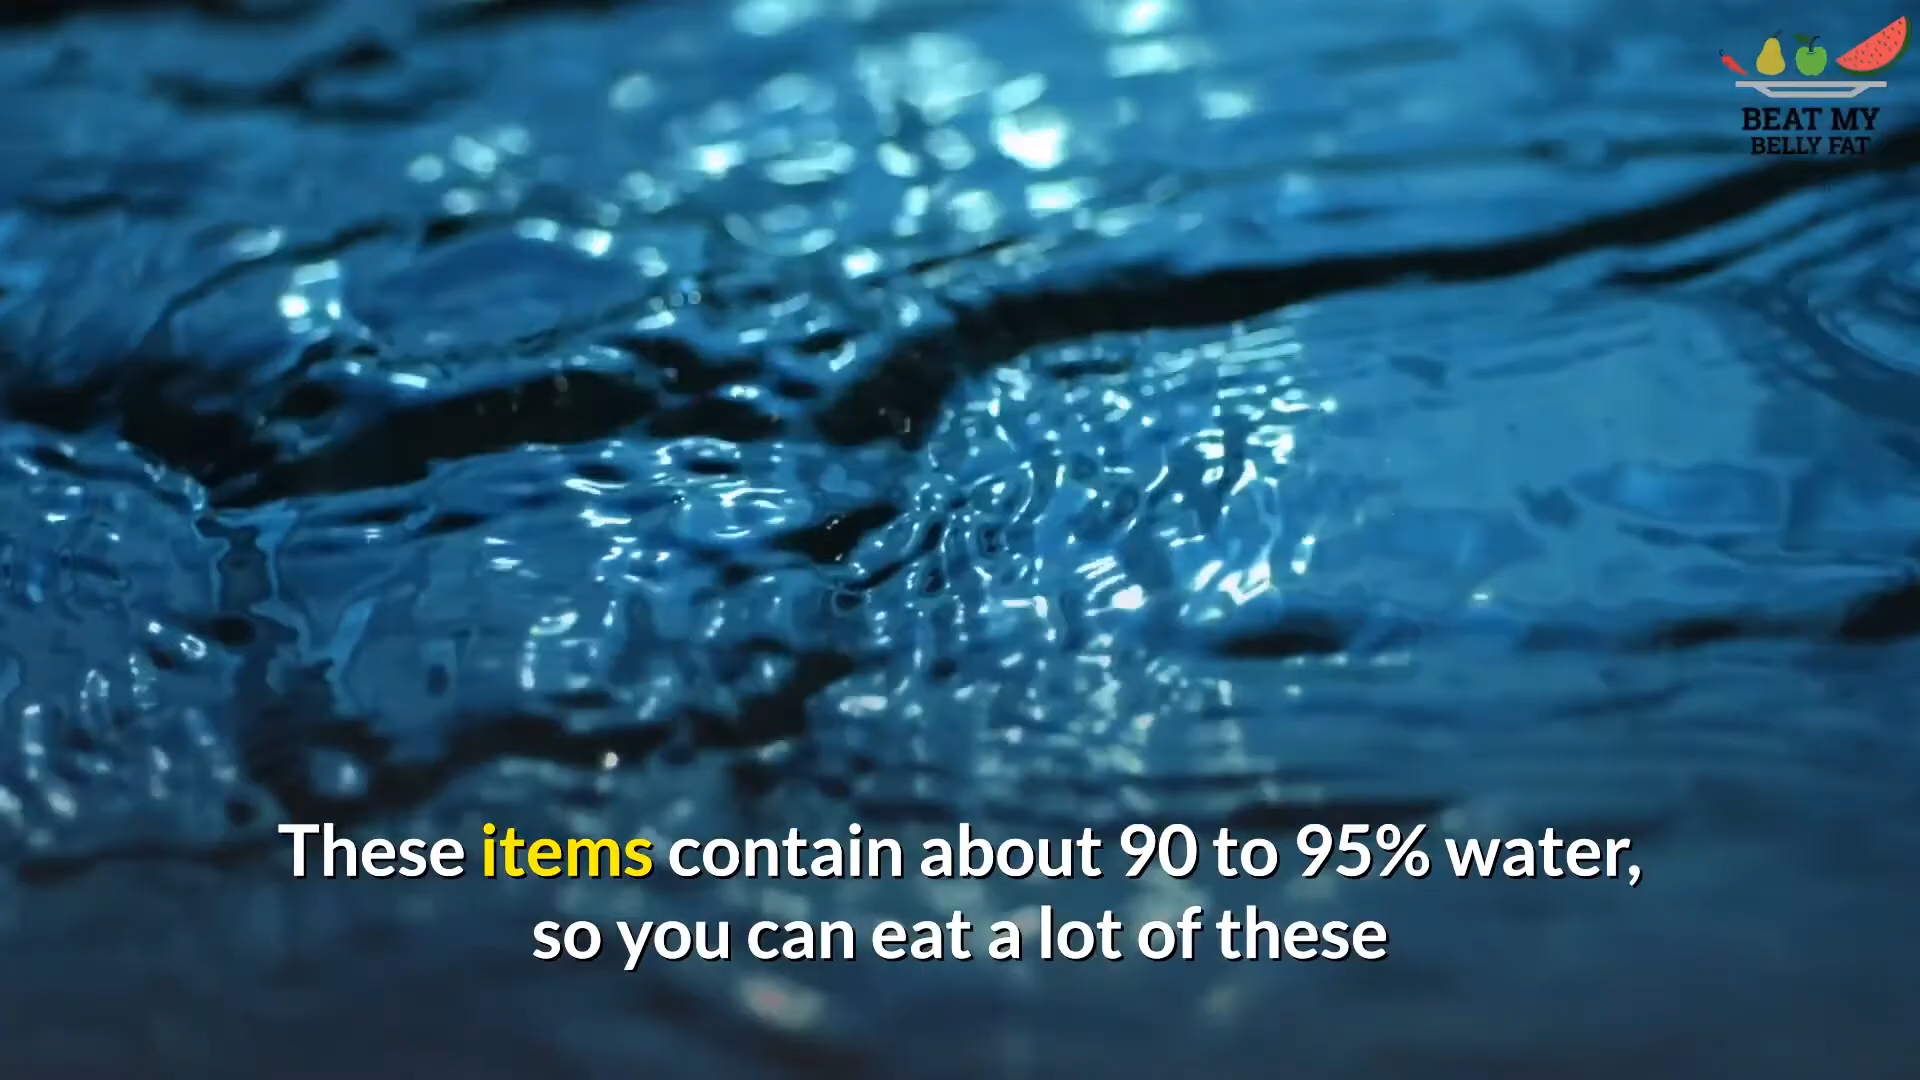 BEAT MY
BELLY FAT
These items contain about 90 to 95% water,
so you can eat a lot of these